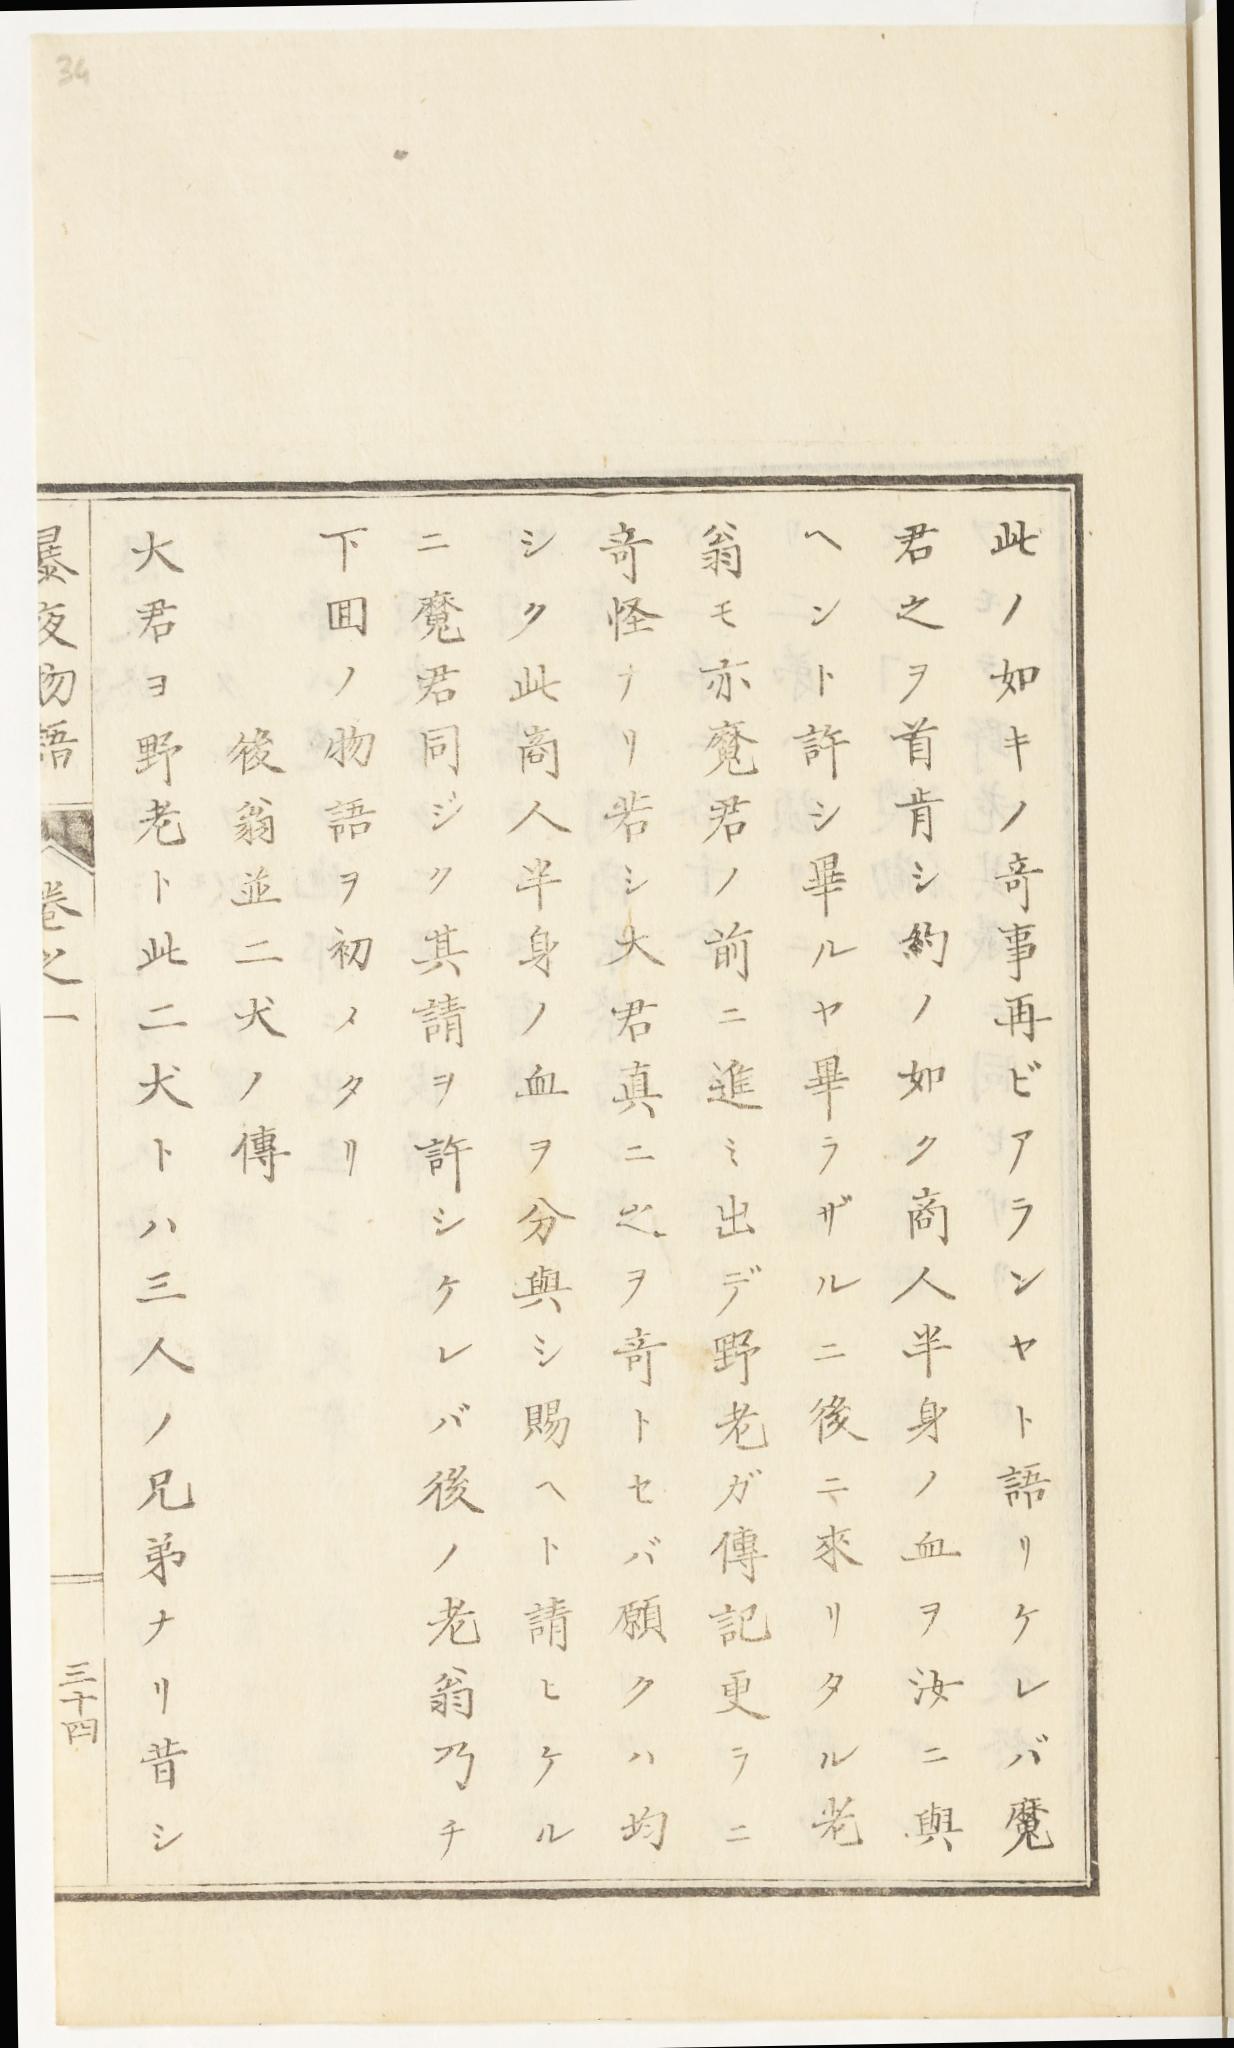 此ノ如キノ奇事再ビアランヤト語リケレバ魔
君之ヲ首肯シ約ノ如ク商人半身ノ血ヲ汝ニ與
ヘント許シ畢ルヤ畢ラザルニ後ニ來リタル老
翁モ亦魔君ノ前ニ進ミ出デ野老ガ傳記更ラニ
奇怪ナリ若シ大君真ニ之ヲ奇トセバ願クハ均
シク此商人半身ノ血ヲ分與シ賜ヘト請ヒケル
ニ魔君同ジク其請ヲ許シケレバ後ノ老翁乃チ
下囬ノ物語ヲ初メタリ
後翁並二犬ノ傳
大君ヨ野老ト此二犬トハ三人ノ兄弟ナリ昔シ
暴夜物語 卷之一
三十四
34